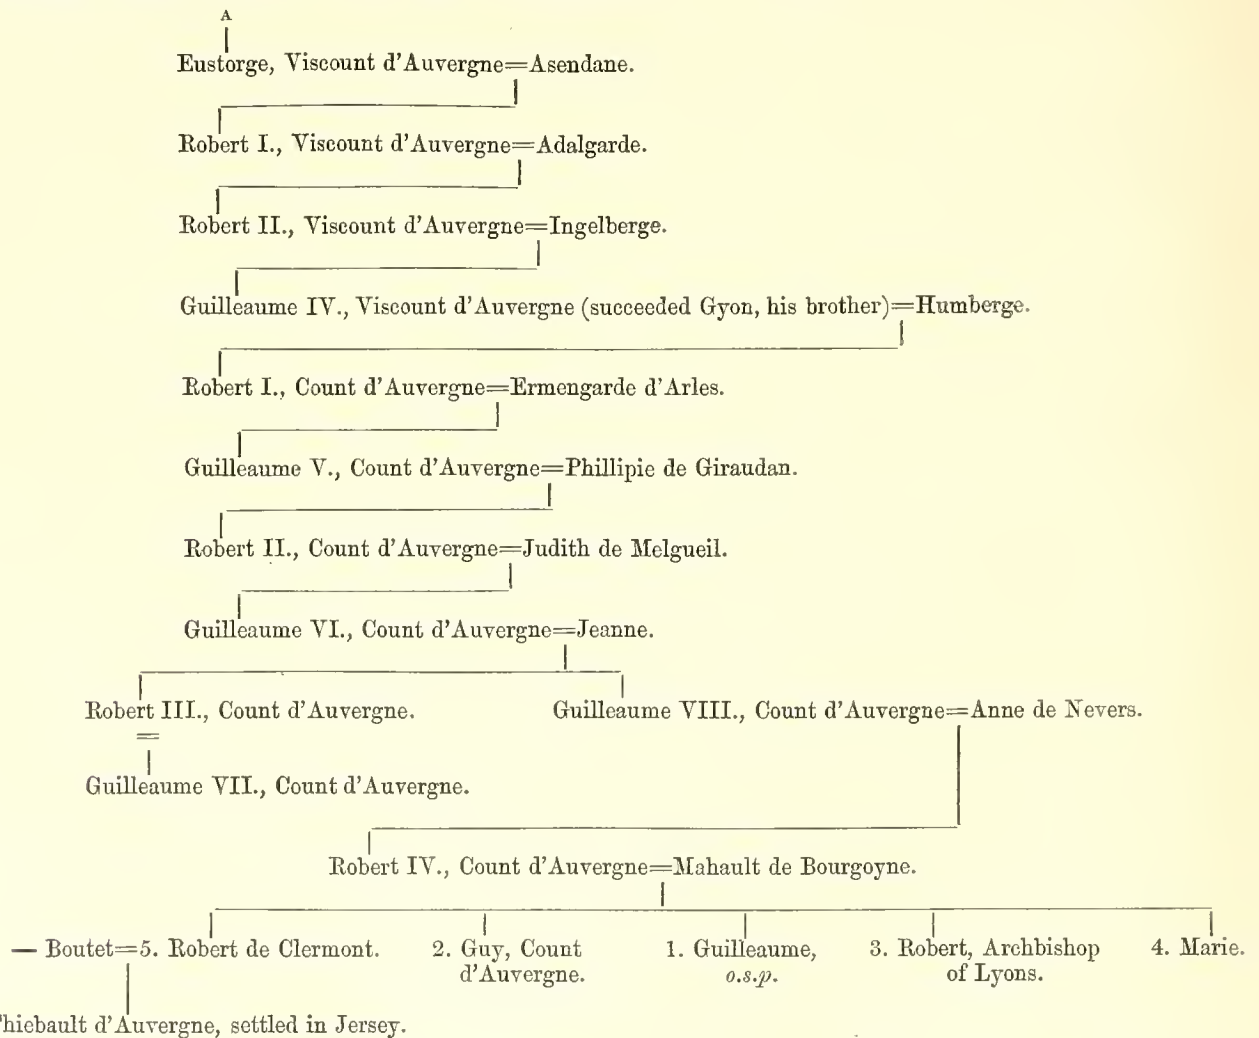 A
Eustorge, Viscount d'Auvergne=Asendane.
Robert I., Viscount d'Auvergne=Adalgarde.
Robert II., Viscount d'Auvergne=Ingelberge.
Guilleaume IV., Viscount d'Auvergne (succeeded Gyon, his brother)=Humberge.
Robert I., Count d'Auvergne=Ermengarde d'Arles.
Guilleaume V., Count d'Auvergne=Phillipie de Giraudan.
Robert II., Count d'Auvergne=Judith de Melgueil.
Guilleaume VI., Count d'Auvergne=Jeanne.
Robert III., Count d'Auvergne. Guilleaume VIII., Count d'Auvergne=Anne de Nevers.
=
Guilleaume VII., Count d'Auvergne.
Robert IV., Count d'Auvergne=Mahault de Bourgoyne.
— Boutet=5. Robert de Clermont. 2. Guy, Count 1. Guilleaume, 3. Robert, Archbishop 4. Marie.
d'Auvergne. o.s.p. of Lyons.
hiebault d'Auvergne, settled in Jersey.